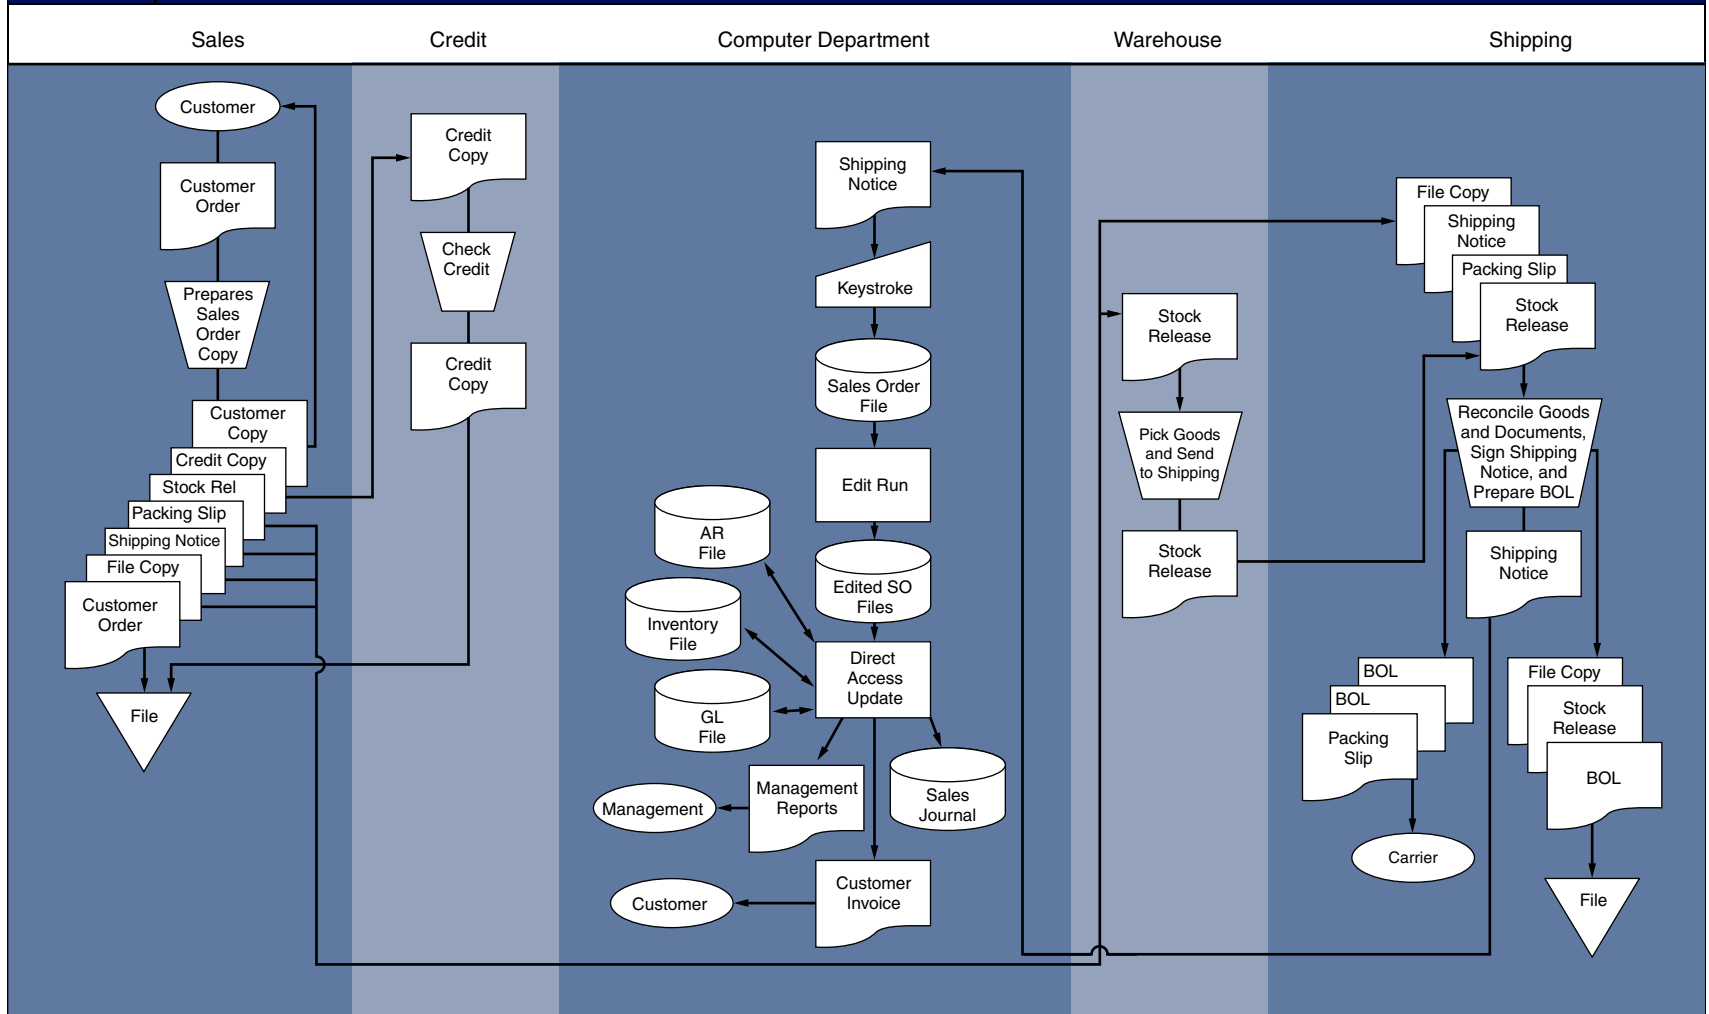 Sales
Credit
Computer Department
Warehouse
Shipping
Customer
Customer
Order
Prepares
Sales
Order
Copy
Customer
Copy
Credit Copy
Stock Rel
Packing Slip
Shipping Notice
File Copy
Customer
Order
File
Credit
Copy
Check
Credit
Credit
Copy
Shipping
Notice
Keystroke
Sales Order
File
Edit Run
AR
File
Edited SO
Files
Inventory
File
Direct
Access
Update
GL
File
Management
Reports
Management
Sales
Journal
Customer
Invoice
Customer
Stock
Release
Pick Goods
and Send
to Shipping
Stock
Release
File Copy
Shipping
Notice
Packing Slip
Stock
Release
Reconcile Goods
and Documents,
Sign Shipping
Notice, and
Prepare BOL
Shipping
Notice
BOL
BOL
Packing
Slip
Carrier
File Copy
Stock
Release
BOL
File